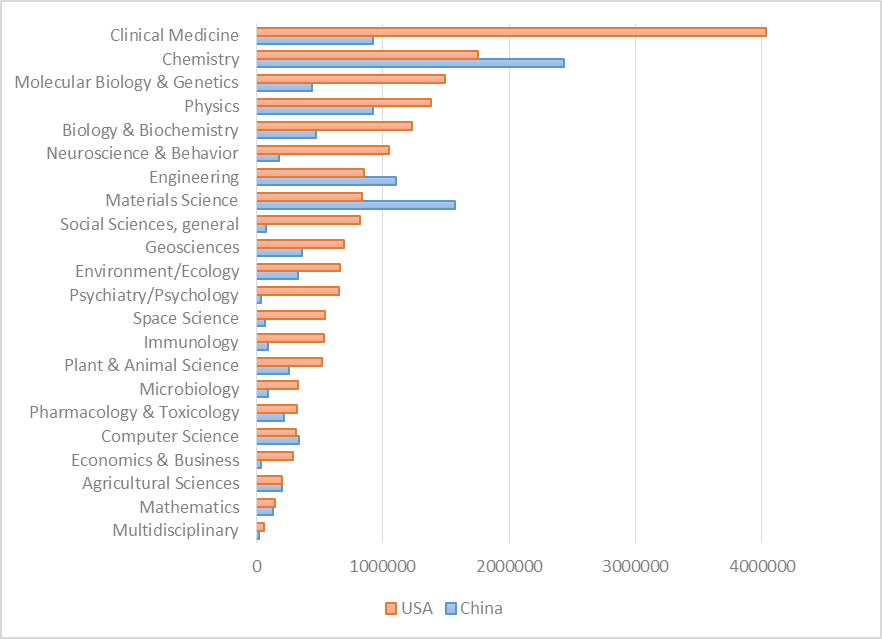 Clinical Medicine
Chemistry
Molecular Biology & Genetics
Physics
Biology & Biochemistry
Neuroscience & Behavior
Engineering
Materials Science
Social Sciences, general
Geosciences
Environment/Ecology
Psychiatry/Psychology
Space Science
Immunology
Plant & Animal Science
Microbiology
Pharmacology & Toxicology
Computer Science
Economics & Business
Agricultural Sciences
Mathematics
Multidisciplinary
0 1000000 2000000 3000000 4000000
USA China